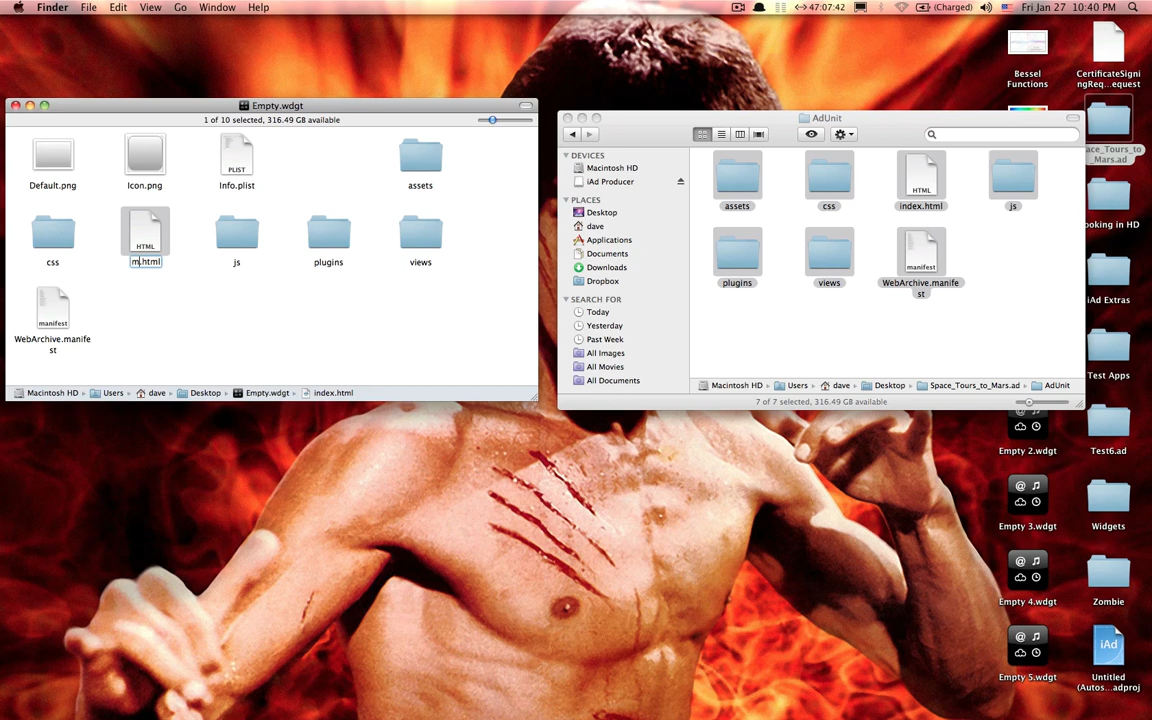 Finder File Edit View Go Window Help
47:07:42 (Charged) Fri Jan 27 10:40 PM
Empty.wdgt
1 of 10 selected, 316.49 GB available
Default.png
Icon.png
PLIST
Info.plist
assets
css
HTML
m.html
js
plugins
views
manifest
WebArchive.manife
st
Macintosh HD Users dave Desktop Empty.wdgt index.html
AdUnit
DEVICES
Macintosh HD
iAd Producer
PLACES
Desktop
dave
Applications
Documents
Downloads
Dropbox
SEARCH FOR
Today
Yesterday
Past Week
All Images
All Movies
All Documents
assets
css
HTML
index.html
js
plugins
views
manifest
WebArchive.manife
st
Macintosh HD Users dave Desktop Space_Tours_to_Mars.ad AdUnit
7 of 7 selected, 316.49 GB available
Bessel
Functions
CertificateSigni
ngReq...equest
ace_Tours_to
_Mars.ad
ooking in HD
iAd Extras
Test Apps
Empty 2.wdgt
Test6.ad
@
Empty 3.wdgt
Widgets
@
Empty 4.wdgt
Zombie
@
Empty 5.wdgt
iAd
Untitled
(Autos...adproj